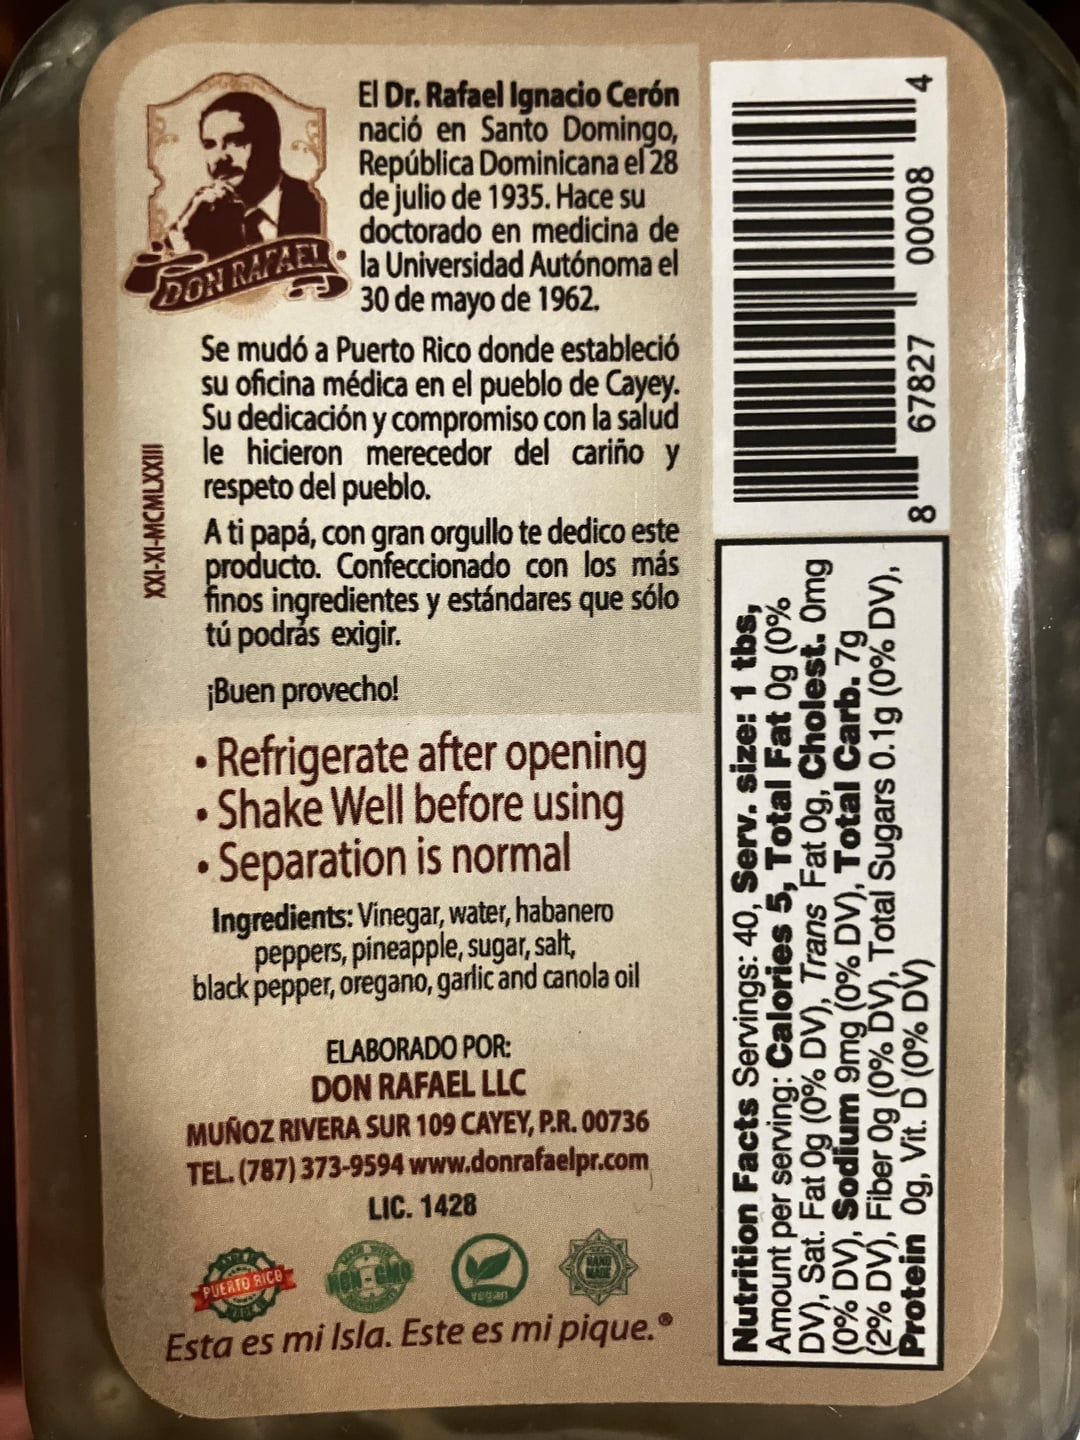 DON RAFAEL
El Dr. Rafael Ignacio Cerón
nació en Santo Domingo,
República Dominicana el 28
de julio de 1935. Hace su
doctorado en medicina de
la Universidad Autónoma el
30 de mayo de 1962.
Se mudó a Puerto Rico donde estableció
su oficina médica en el pueblo de Cayey.
Su dedicación y compromiso con la salud
le hicieron merecedor del cariño y
respeto del pueblo.
A ti papá, con gran orgullo te dedico este
producto. Confeccionado con los más
finos ingredientes y estándares que sólo
tú podrás exigir.
¡Buen provecho!
XXI-XI-MCMLXXIII
• Refrigerate after opening
• Shake Well before using
• Separation is normal
Ingredients: Vinegar, water, habanero
peppers, pineapple, sugar, salt,
black pepper, oregano, garlic and canola oil
ELABORADO POR:
DON RAFAEL LLC
MUÑOZ RIVERA SUR 109 CAYEY, P.R. 00736
TEL. (787) 373-9594 www.donrafaelpr.com
LIC. 1428
PUERTO RICO
NON-GMO
vegan
HAND
MADE
Esta es mi Isla. Este es mi pique.®
8 67827 00008 4
Nutrition Facts Servings: 40, Serv. size: 1 tbs,
Amount per serving: Calories 5, Total Fat 0g (0%
DV), Sat. Fat 0g (0% DV), Trans Fat 0g, Cholest. 0mg
(0% DV), Sodium 9mg (0% DV), Total Carb. 7g
(2% DV), Fiber 0g (0% DV), Total Sugars 0.1g (0% DV),
Protein 0g, Vit. D (0% DV)